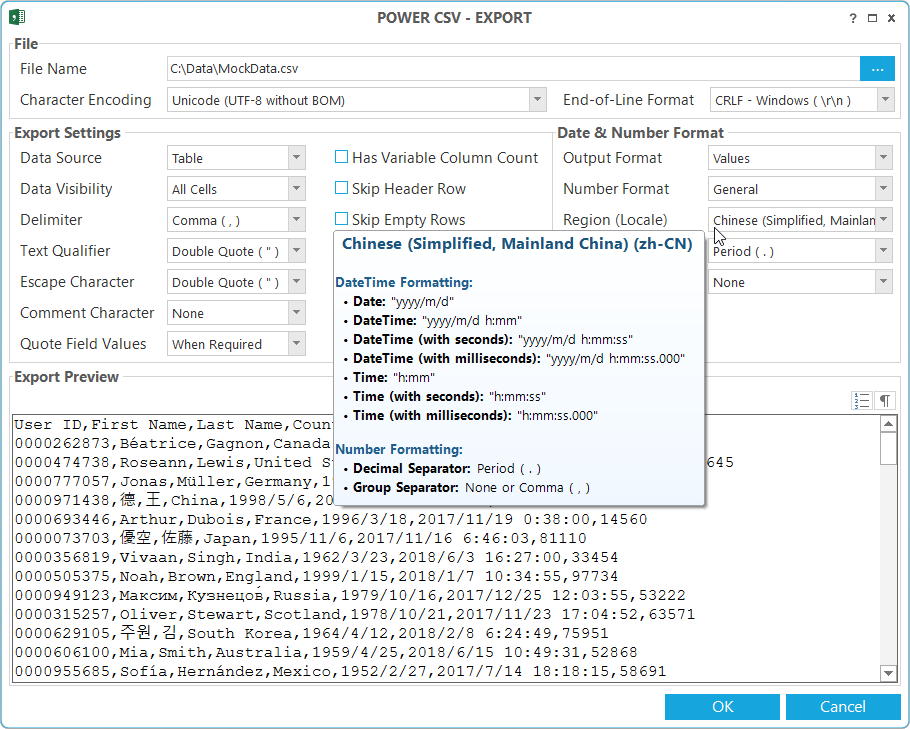 POWER CSV - EXPORT
File
File Name C:\Data\MockData.csv ...
Character Encoding Unicode (UTF-8 without BOM) End-of-Line Format CRLF - Windows ( \r\n )
Export Settings Date & Number Format
Data Source Table Has Variable Column Count Output Format Values
Data Visibility All Cells Skip Header Row Number Format General
Delimiter Comma ( , ) Skip Empty Rows Region (Locale) Chinese (Simplified, Mainlan
Text Qualifier Double Quote ( " ) Period ( . )
Escape Character Double Quote ( " ) None
Comment Character None
Quote Field Values When Required
Chinese (Simplified, Mainland China) (zh-CN)
DateTime Formatting:
• Date: "yyyy/m/d"
• DateTime: "yyyy/m/d h:mm"
• DateTime (with seconds): "yyyy/m/d h:mm:ss"
• DateTime (with milliseconds): "yyyy/m/d h:mm:ss.000"
• Time: "h:mm"
• Time (with seconds): "h:mm:ss"
• Time (with milliseconds): "h:mm:ss.000"
Number Formatting:
• Decimal Separator: Period ( . )
• Group Separator: None or Comma ( , )
Export Preview
User ID,First Name,Last Name,Coun
0000262873,Béatrice,Gagnon,Canada
0000474738,Roseann,Lewis,United S 645
0000777057,Jonas,Müller,Germany,1
0000971438,德,王,China,1998/5/6,20
0000693446,Arthur,Dubois,France,1996/3/18,2017/11/19 0:38:00,14560
0000073703,優空,佐藤,Japan,1995/11/6,2017/11/16 6:46:03,81110
0000356819,Vivaan,Singh,India,1962/3/23,2018/6/3 16:27:00,33454
0000505375,Noah,Brown,England,1999/1/15,2018/1/7 10:34:55,97734
0000949123,Максим,Кузнецо́в,Russia,1979/10/16,2017/12/25 12:03:55,53222
0000315257,Oliver,Stewart,Scotland,1978/10/21,2017/11/23 17:04:52,63571
0000629105,주원,김,South Korea,1964/4/12,2018/2/8 6:24:49,75951
0000606100,Mia,Smith,Australia,1959/4/25,2018/6/15 10:49:31,52868
0000955685,Sofía,Hernández,Mexico,1952/2/27,2017/7/14 18:18:15,58691
OK Cancel